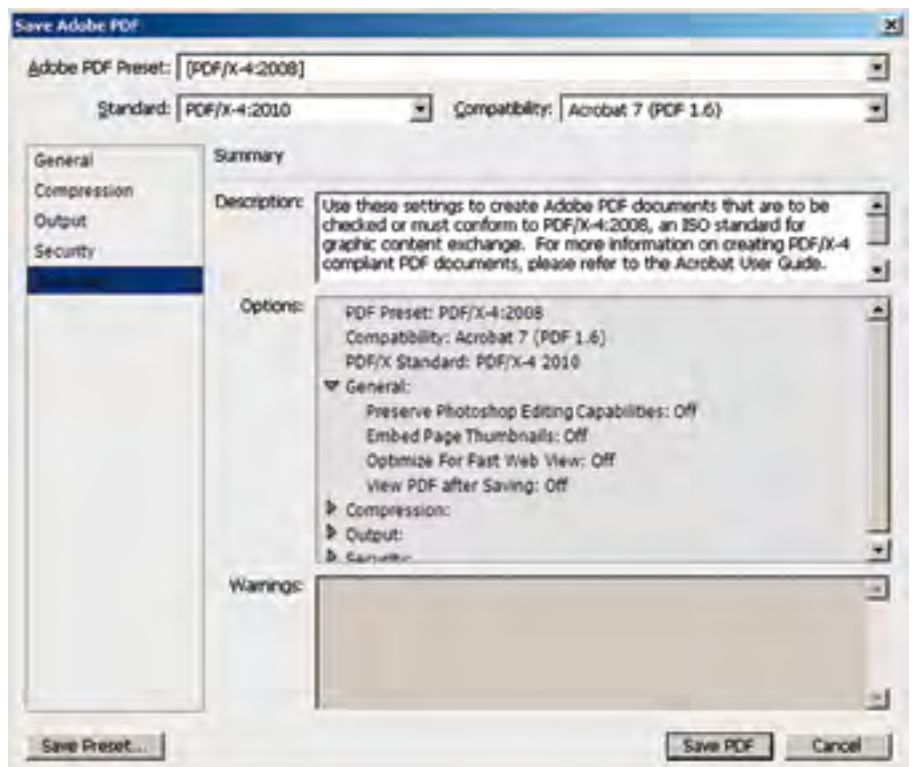 Save Adobe PDF
Adobe PDF Preset: [PDF/X-4:2008]
Standard: PDF/X-4:2010 Compatibility: Acrobat 7 (PDF 1.6)
General
Compression
Output
Security
Summary
Description: Use these settings to create Adobe PDF documents that are to be
checked or must conform to PDF/X-4:2008, an ISO standard for
graphic content exchange. For more information on creating PDF/X-4
compliant PDF documents, please refer to the Acrobat User Guide.
Options: PDF Preset: PDF/X-4:2008
Compatibility: Acrobat 7 (PDF 1.6)
PDF/X Standard: PDF/X-4 2010
General:
Preserve Photoshop Editing Capabilities: Off
Embed Page Thumbnails: Off
Optimize For Fast Web View: Off
View PDF after Saving: Off
Compression:
Output:
Security:
Warnings:
Save Preset... Save PDF Cancel